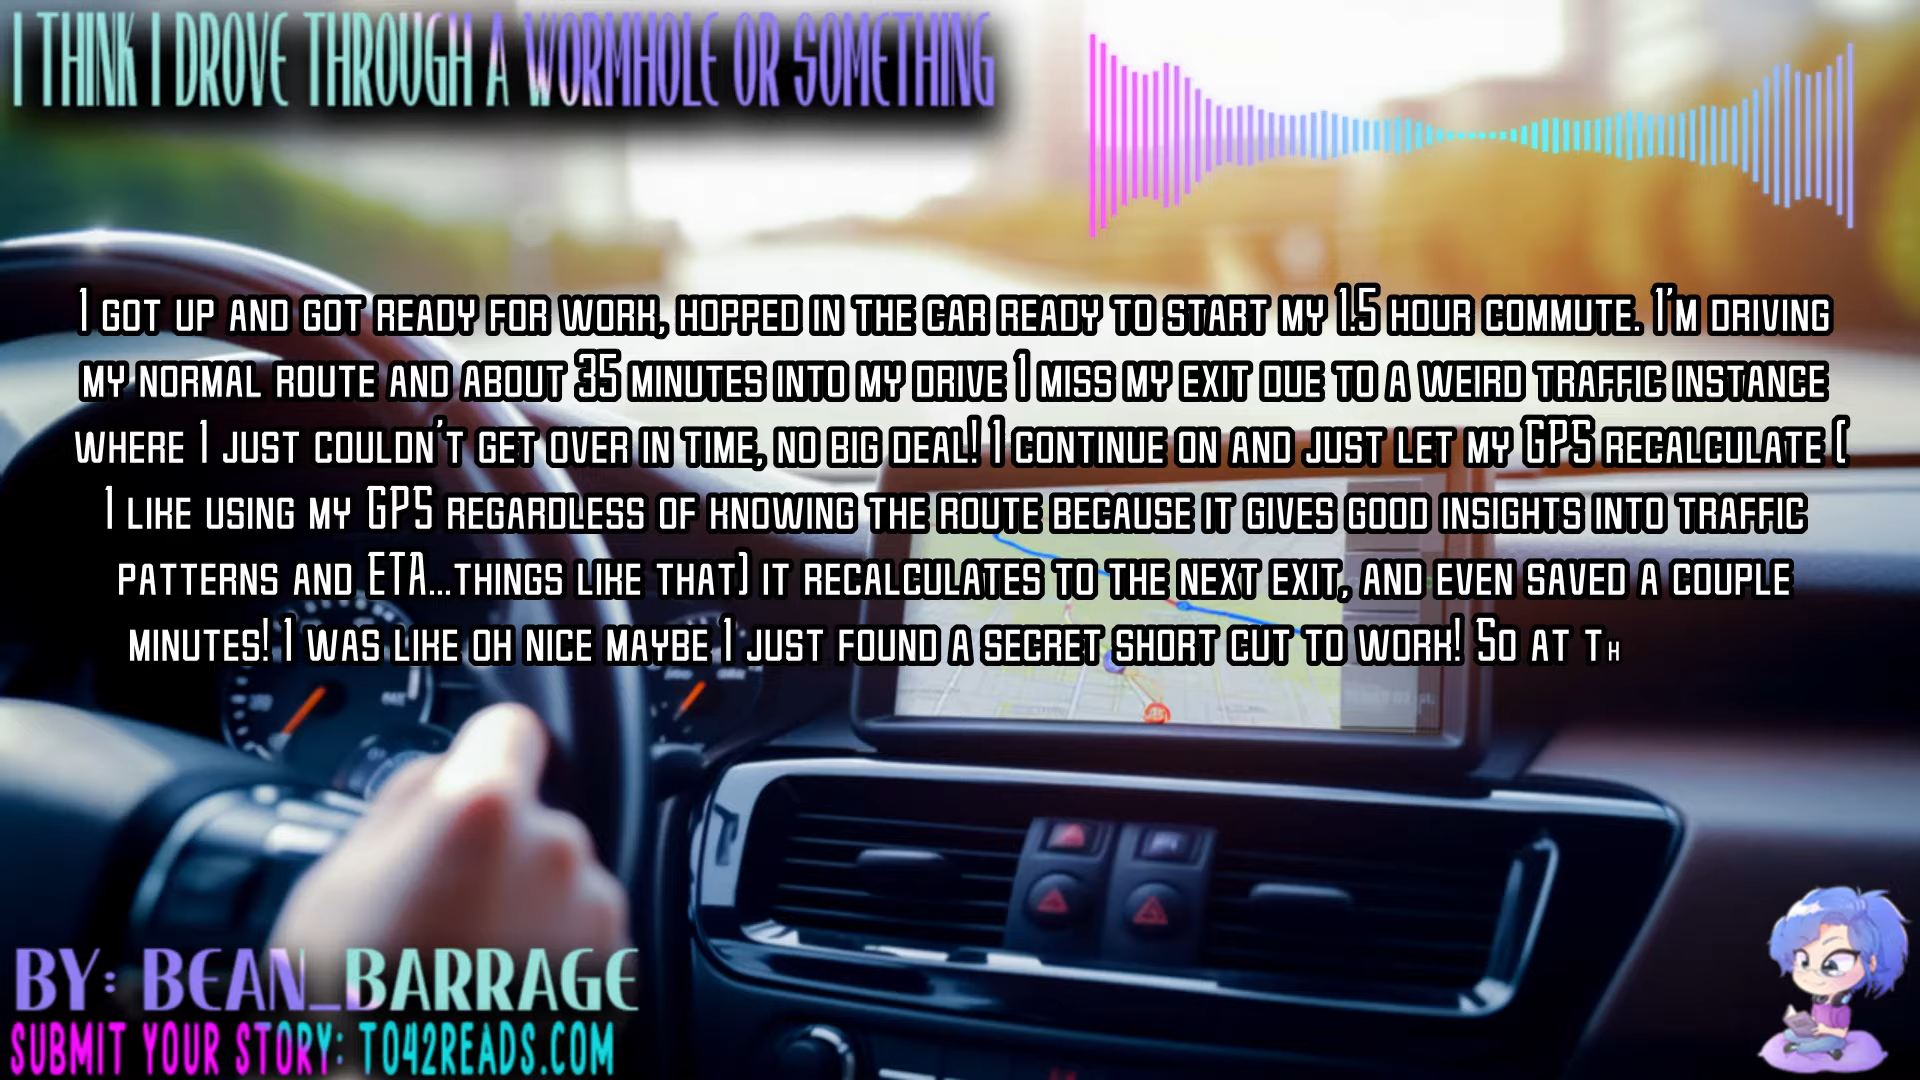 I THINK I DROVE THROUGH A WORMHOLE OR SOMETHING
I got up and got ready for work, hopped in the car ready to start my 1.5 hour commute. I'm driving
my normal route and about 35 minutes into my drive I miss my exit due to a weird traffic instance
where I just couldn't get over in time, no big deal! I continue on and just let my GPS recalculate (
I like using my GPS regardless of knowing the route because it gives good insights into traffic
patterns and ETA...things like that) it recalculates to the next exit, and even saved a couple
minutes! I was like oh nice maybe I just found a secret short cut to work! So at th
BY: BEAN_BARRAGE
SUBMIT YOUR STORY: TO42READS.COM